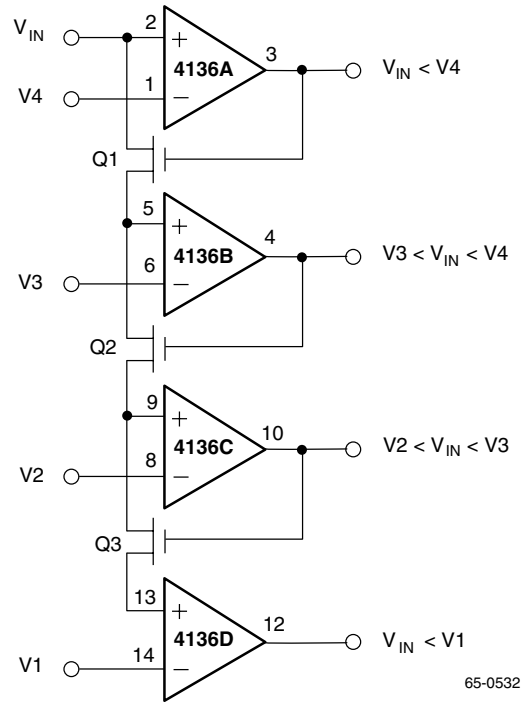 V_IN 2 + 4136A 3 V_IN < V4
V4 1 −
Q1
5 + 4136B 4 V3 < V_IN < V4
V3 6 −
Q2
9 + 4136C 10 V2 < V_IN < V3
V2 8 −
Q3
13 + 4136D 12 V_IN < V1
V1 14 −
65-0532